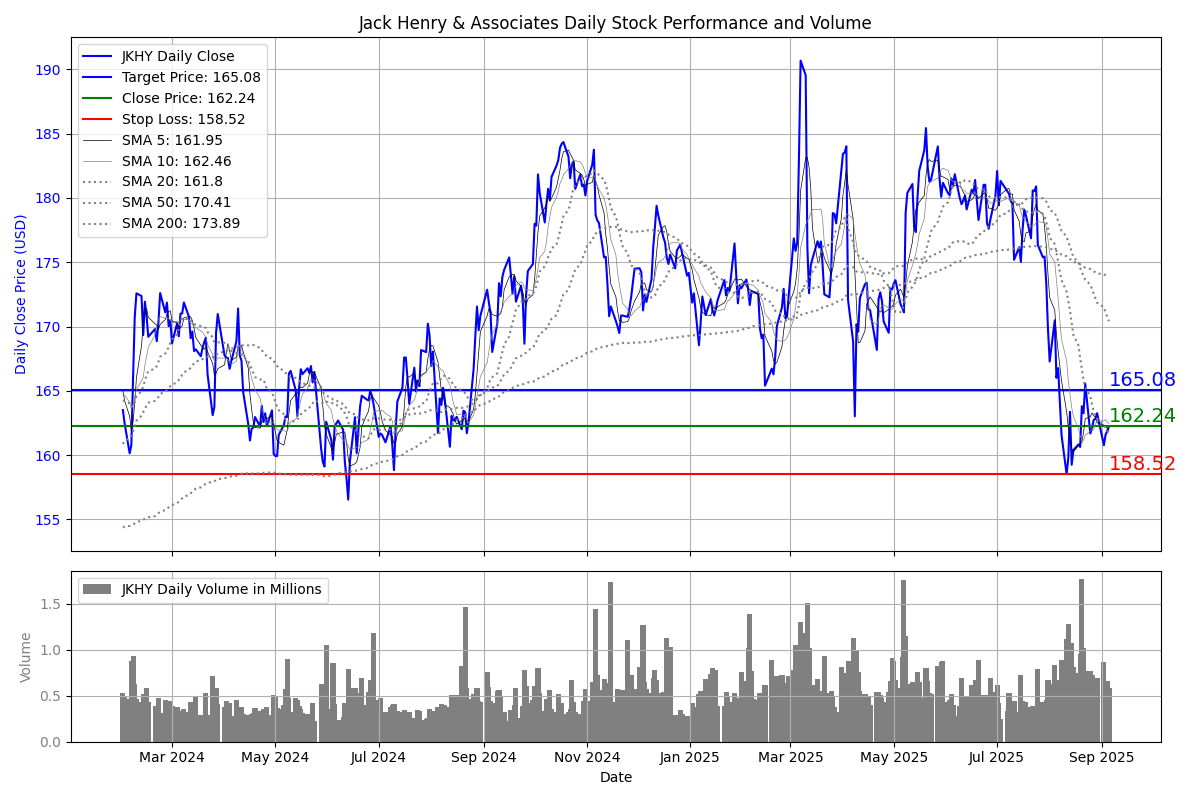 Jack Henry & Associates Daily Stock Performance and Volume
JKHY Daily Close
Target Price: 165.08
Close Price: 162.24
Stop Loss: 158.52
SMA 5: 161.95
SMA 10: 162.46
SMA 20: 161.8
SMA 50: 170.41
SMA 200: 173.89
190
185
180
175
170
165
160
155
Daily Close Price (USD)
165.08
162.24
158.52
JKHY Daily Volume in Millions
1.5
1.0
0.5
0.0
Volume
Mar 2024
May 2024
Jul 2024
Sep 2024
Nov 2024
Jan 2025
Mar 2025
May 2025
Jul 2025
Sep 2025
Date